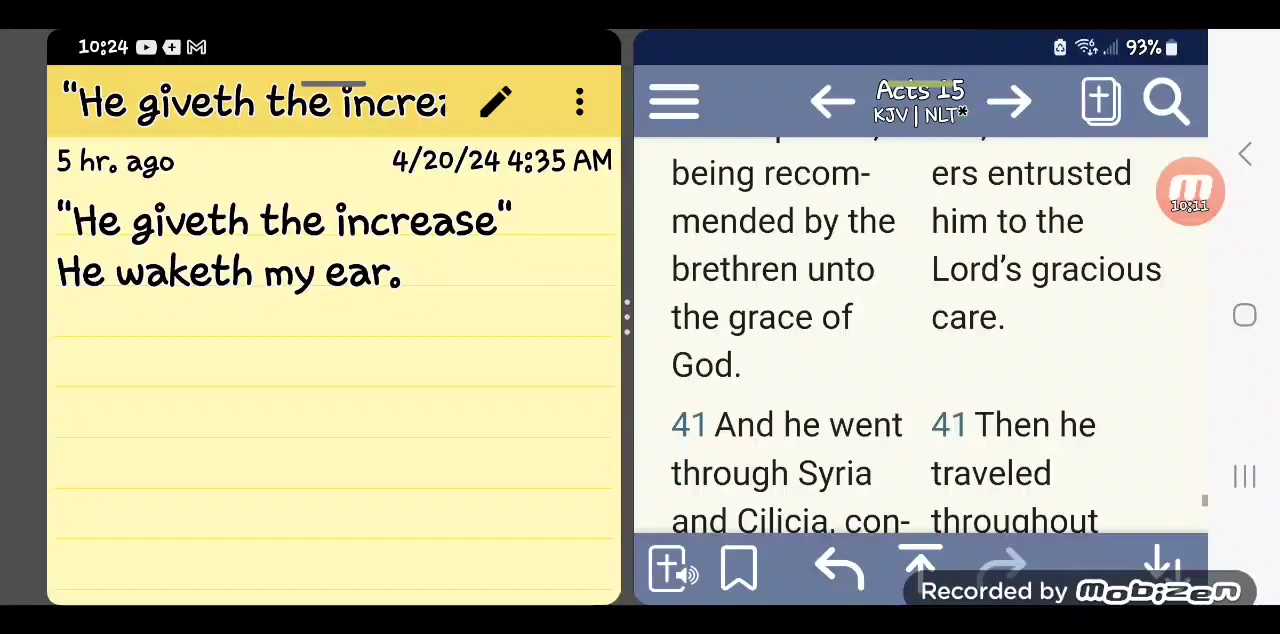 10:24
"He giveth the increa
5 hr. ago 4/20/24 4:35 AM
"He giveth the increase"
He waketh my ear.
93%
Acts 15
KJV | NLT*
being recom-
mended by the
brethren unto
the grace of
God.
41 And he went
through Syria
and Cilicia, con-
ers entrusted
him to the
Lord's gracious
care.
41 Then he
traveled
throughout
10:11
Recorded by Mobizen